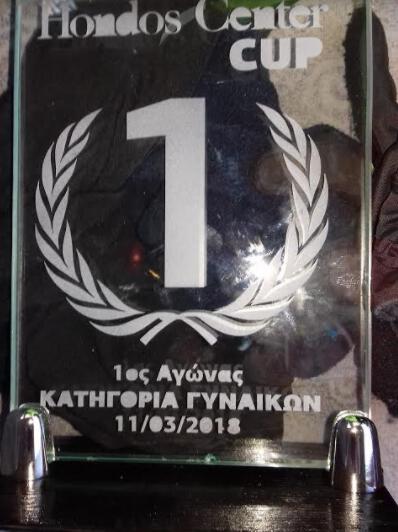 Hondos Center
CUP
1
1ος Αγώνας
ΚΑΤΗΓΟΡΙΑ ΓΥΝΑΙΚΩΝ
11/03/2018